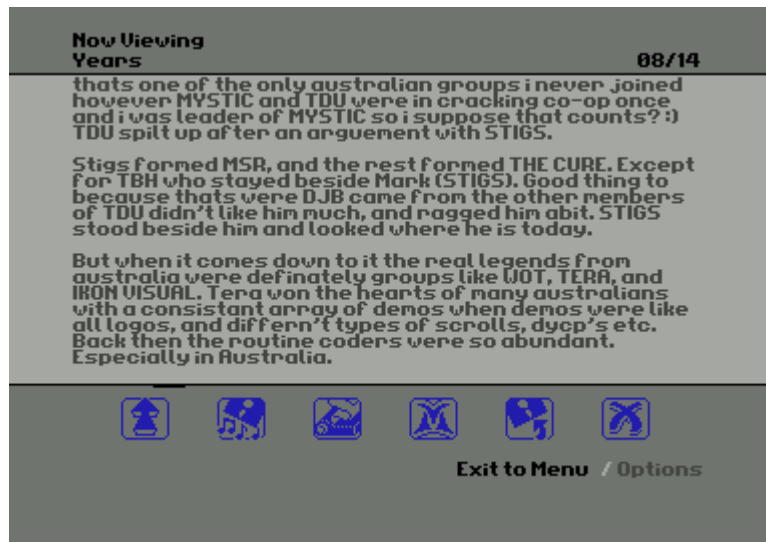 Now Viewing
Years 08/14
thats one of the only australian groups i never joined
however MYSTIC and TDU were in cracking co-op once
and i was leader of MYSTIC so i suppose that counts? :)
TDU spilt up after an arguement with STIGS.
Stigs formed MSR, and the rest formed THE CURE. Except
for TBH who stayed beside Mark (STIGS). Good thing to
because thats were DJB came from the other members
of TDU didn't like him much, and ragged him abit. STIGS
stood beside him and looked where he is today.
But when it comes down to it the real legends from
australia were definately groups like WOT, TERA, and
IKON VISUAL. Tera won the hearts of many australians
with a consistant array of demos when demos were like
all logos, and differn't types of scrolls, dycp's etc.
Back then the routine coders were so abundant.
Especially in Australia.
Exit to Menu / Options